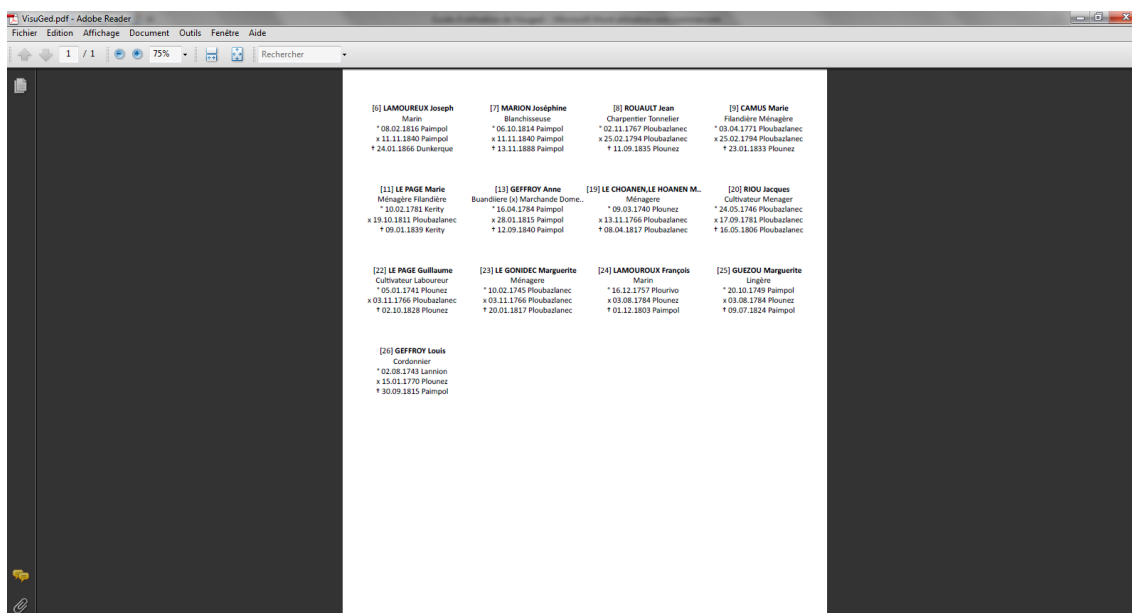 VisuGed.pdf - Adobe Reader
Fichier Edition Affichage Document Outils Fenêtre Aide
1 / 1 75% Rechercher
[6] LAMOUREUX Joseph
Marin
° 08.02.1816 Paimpol
x 11.11.1840 Paimpol
† 24.01.1866 Dunkerque
[7] MARION Joséphine
Blanchisseuse
° 06.10.1814 Paimpol
x 11.11.1840 Paimpol
† 13.11.1888 Paimpol
[8] ROUAULT Jean
Charpentier Tonnelier
° 02.11.1767 Ploubazlanec
x 25.02.1794 Ploubazlanec
† 11.09.1835 Plounez
[9] CAMUS Marie
Filandière Ménagère
° 03.04.1771 Ploubazlanec
x 25.02.1794 Ploubazlanec
† 23.01.1833 Plounez
[11] LE PAGE Marie
Ménagère Filandière
° 10.02.1781 Kerity
x 19.10.1811 Ploubazlanec
† 09.01.1839 Kerity
[13] GEFFROY Anne
Buandiiere (x) Marchande Dome..
° 16.04.1784 Paimpol
x 28.01.1815 Paimpol
† 12.09.1840 Paimpol
[19] LE CHOANEN,LE HOANEN M..
Ménagere
° 09.03.1740 Plounez
x 13.11.1766 Ploubazlanec
† 08.04.1817 Ploubazlanec
[20] RIOU Jacques
Cultivateur Menager
° 24.05.1746 Ploubazlanec
x 17.09.1781 Ploubazlanec
† 16.05.1806 Ploubazlanec
[22] LE PAGE Guillaume
Cultivateur Laboureur
° 05.01.1741 Plounez
x 03.11.1766 Ploubazlanec
† 02.10.1828 Plounez
[23] LE GONIDEC Marguerite
Ménagere
° 10.02.1745 Ploubazlanec
x 03.11.1766 Ploubazlanec
† 20.01.1817 Ploubazlanec
[24] LAMOUROUX François
Marin
° 16.12.1757 Plourivo
x 03.08.1784 Plounez
† 01.12.1803 Paimpol
[25] GUEZOU Marguerite
Lingère
° 20.10.1749 Paimpol
x 03.08.1784 Plounez
† 09.07.1824 Paimpol
[26] GEFFROY Louis
Cordonnier
° 02.08.1743 Lannion
x 15.01.1770 Plounez
† 30.09.1815 Paimpol